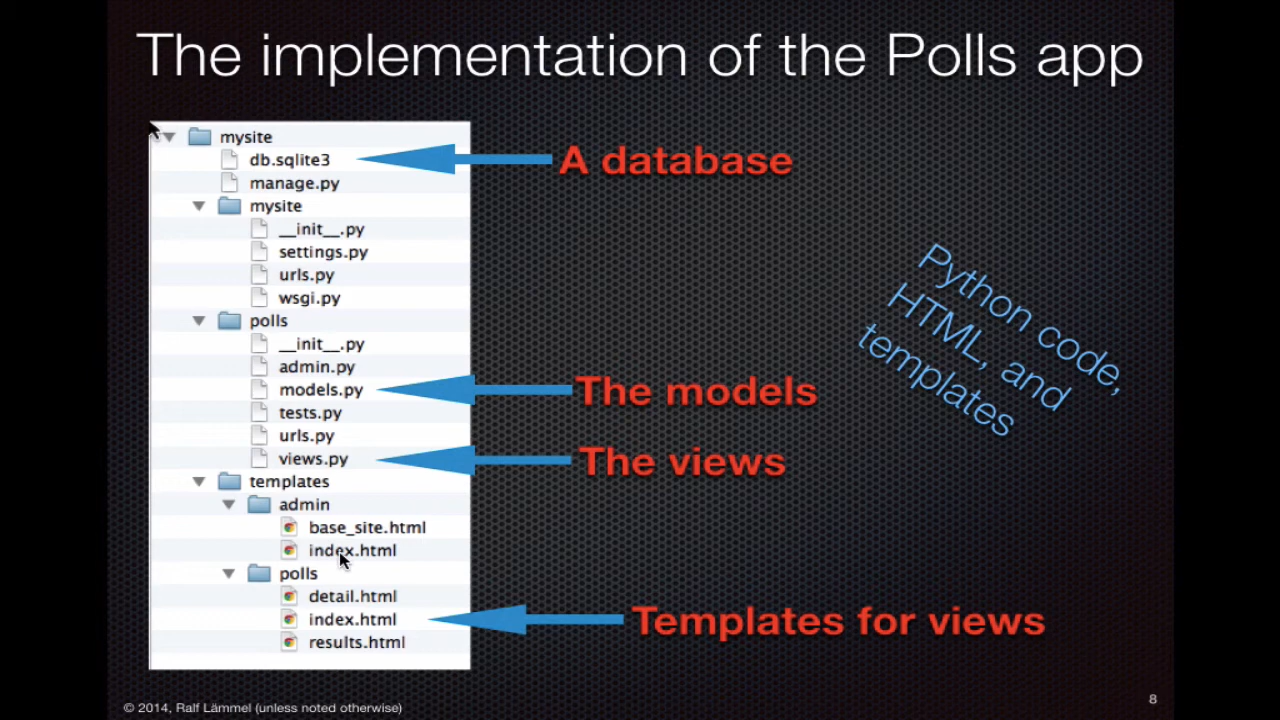 The implementation of the Polls app
mysite
db.sqlite3
A database
manage.py
mysite
__init__.py
settings.py
urls.py
wsgi.py
polls
__init__.py
admin.py
models.py
The models
tests.py
urls.py
views.py
The views
templates
admin
base_site.html
index.html
polls
detail.html
index.html
Templates for views
results.html
Python code,
HTML, and
templates
© 2014, Ralf Lämmel (unless noted otherwise)
8